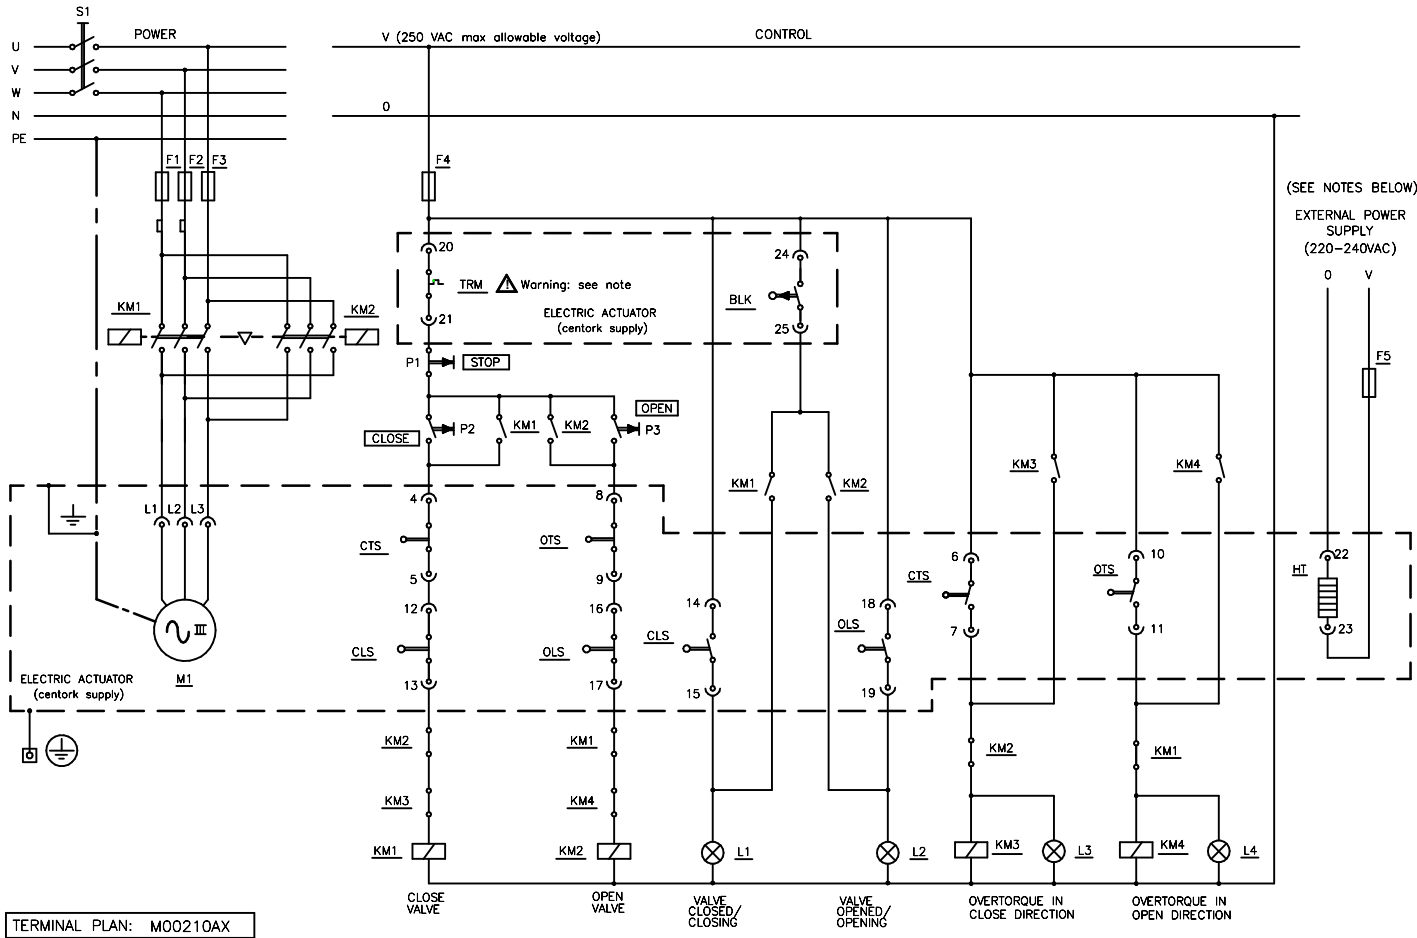 S1
POWER
V (250 VAC max allowable voltage)
CONTROL
U
V
W
N
PE
0
F1
F2
F3
F4
(SEE NOTES BELOW)
EXTERNAL POWER
SUPPLY
(220-240VAC)
0
V
20
TRM
Warning: see note
21
ELECTRIC ACTUATOR
(centork supply)
24
BLK
25
KM1
KM2
P1
STOP
F5
OPEN
CLOSE
P2
KM1
KM2
P3
KM1
KM2
KM3
KM4
L1
L2
L3
4
8
CTS
OTS
5
9
12
16
CLS
OLS
13
17
14
CLS
15
18
OLS
19
6
CTS
7
10
OTS
11
22
HT
23
III
M1
ELECTRIC ACTUATOR
(centork supply)
KM2
KM1
KM2
KM1
KM3
KM4
KM1
KM2
L1
L2
KM3
L3
KM4
L4
CLOSE
VALVE
OPEN
VALVE
VALVE
CLOSED/
CLOSING
VALVE
OPENED/
OPENING
OVERTORQUE IN
CLOSE DIRECTION
OVERTORQUE IN
OPEN DIRECTION
TERMINAL PLAN: M00210AX